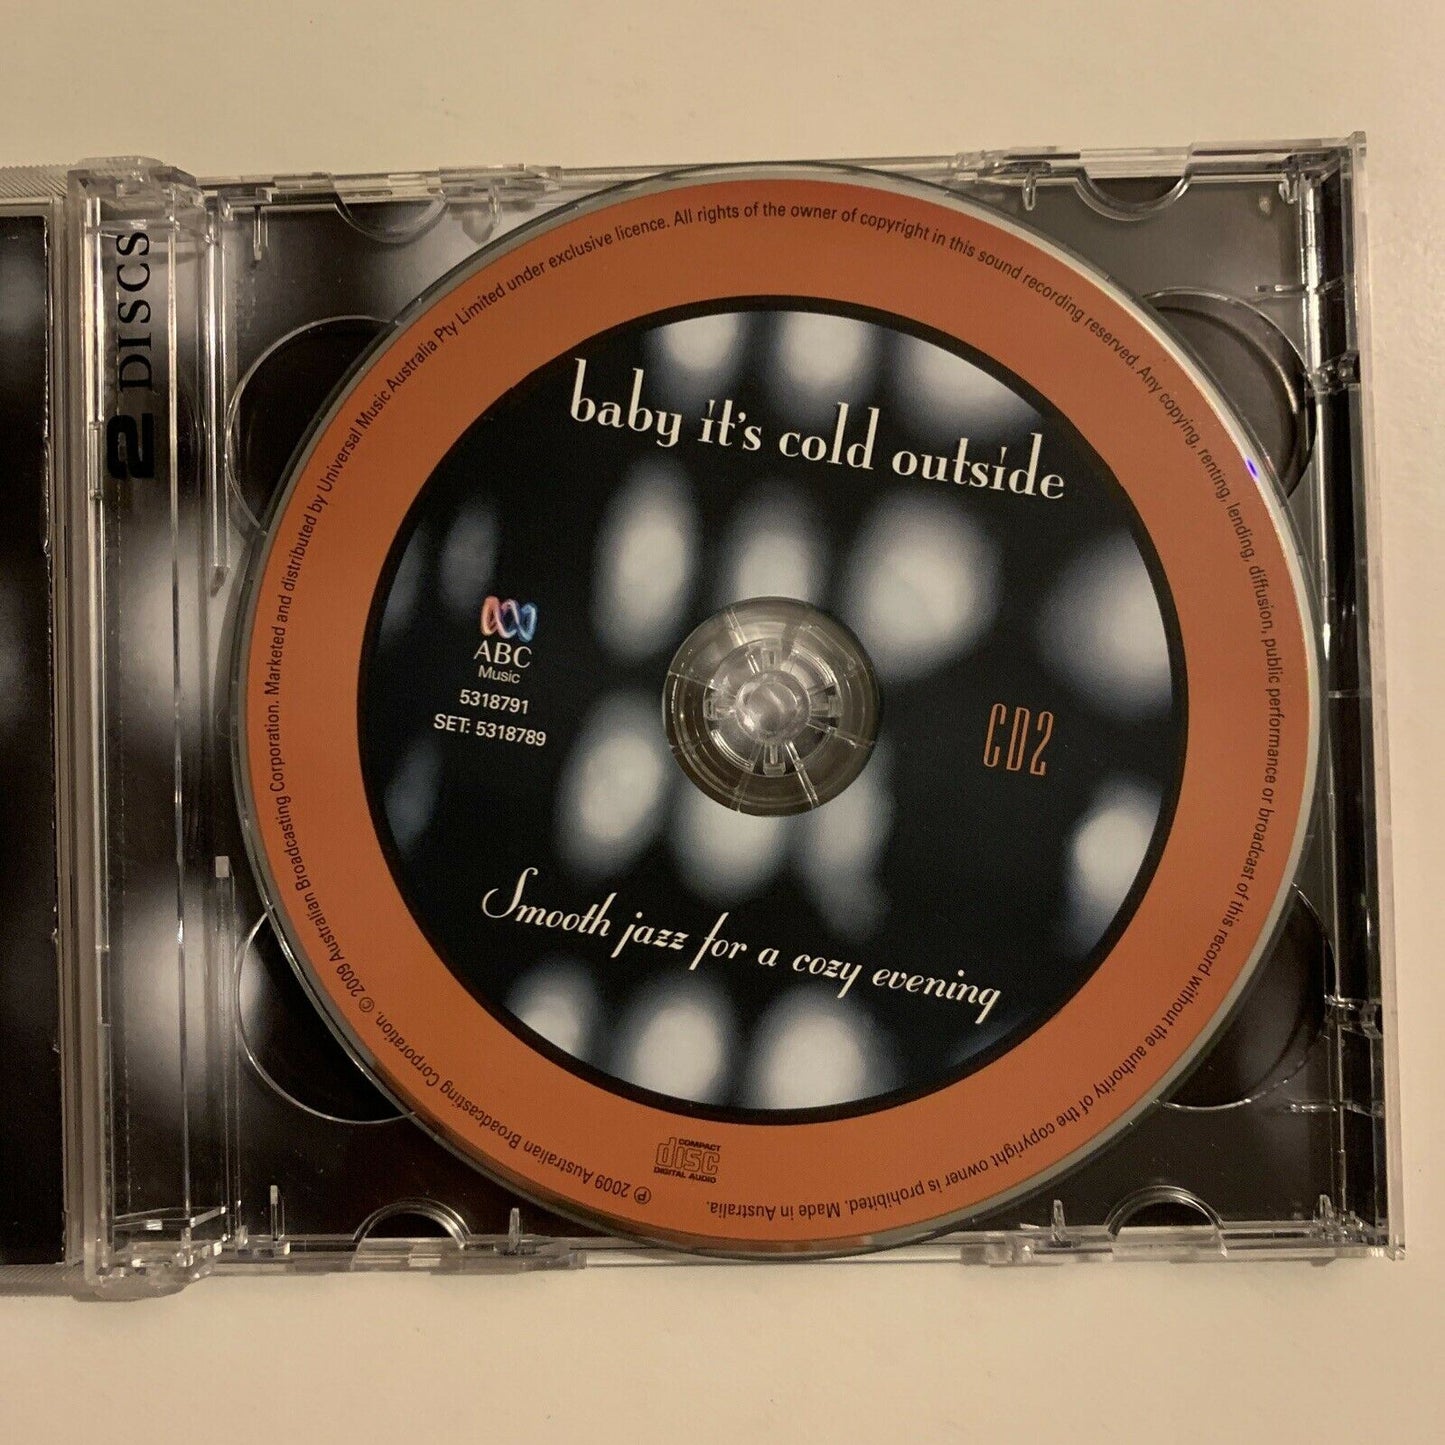 2 DISCS
baby it's cold outside
ABC
Music
5318791
SET: 5318789
CD2
Smooth jazz for a cozy evening
COMPACT
disc
DIGITAL AUDIO
℗ 2009 Australian Broadcasting Corporation. © 2009 Australian Broadcasting Corporation. Marketed and distributed by Universal Music Australia Pty Limited under exclusive licence. All rights of the owner of copyright in this sound recording reserved. Any copying, renting, lending, diffusion, public performance or broadcast of this record without the authority of the copyright owner is prohibited. Made in Australia.